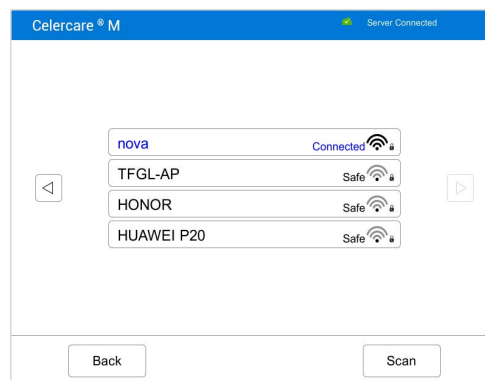 Celercare ® M
Server Connected
nova Connected
TFGL-AP Safe
HONOR Safe
HUAWEI P20 Safe
Back Scan